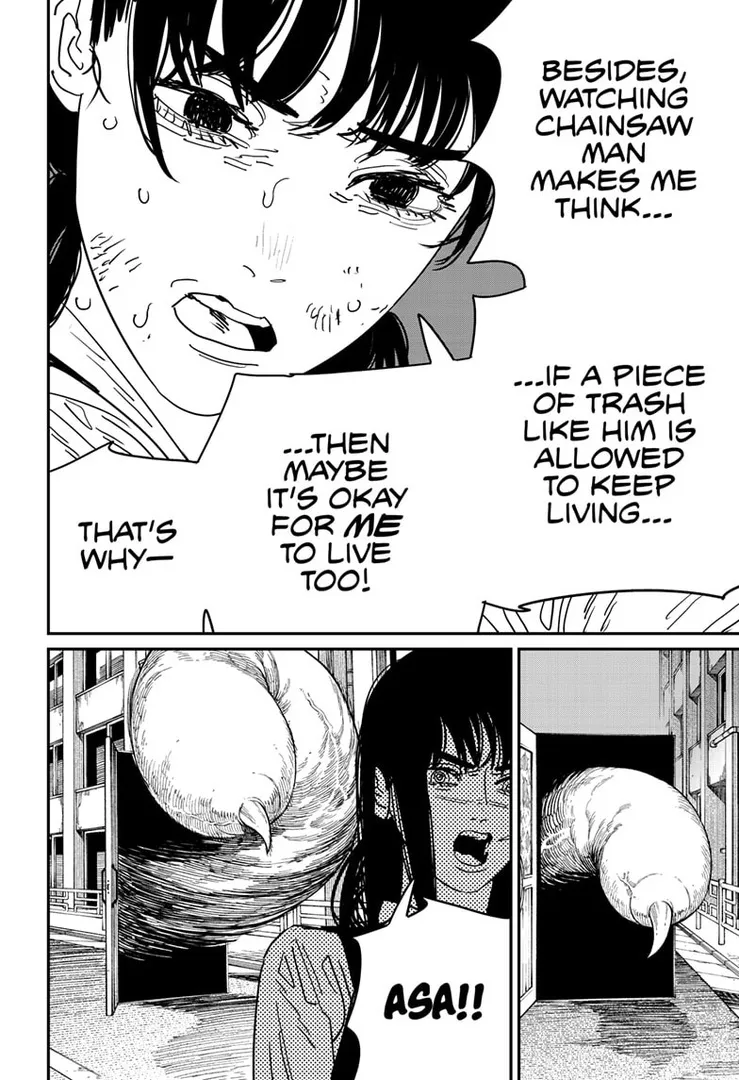 BESIDES,
WATCHING
CHAINSAW
MAN
MAKES ME
THINK...
...IF A PIECE
OF TRASH
LIKE HIM IS
ALLOWED
TO KEEP
LIVING...
...THEN
MAYBE
IT'S OKAY
FOR ME
TO LIVE
TOO!
THAT'S
WHY—
ASA!!